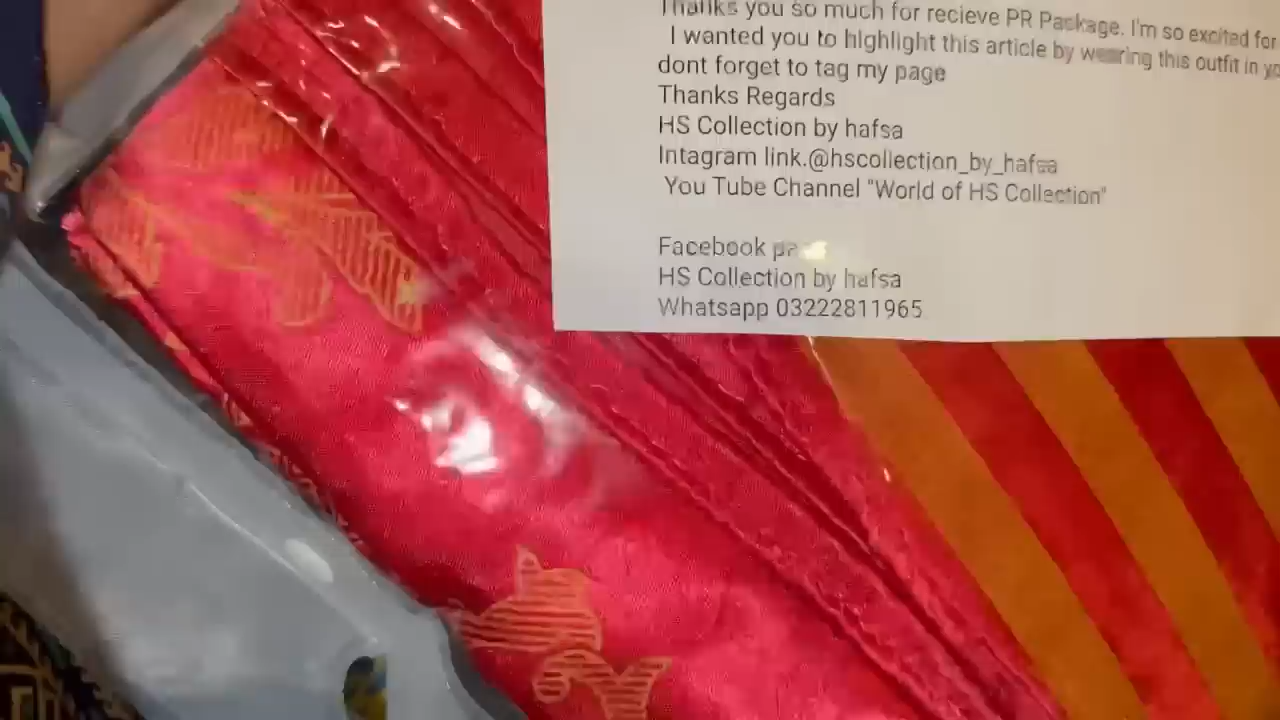 Thanks you so much for recieve PR Package. I'm so excited for
I wanted you to highlight this article by wearing this outfit in
dont forget to tag my page
Thanks Regards
HS Collection by hafsa
Intagram link.@hscollection_by_hafsa
You Tube Channel "World of HS Collection"
Facebook
HS Collection by hafsa
Whatsapp 03222811965